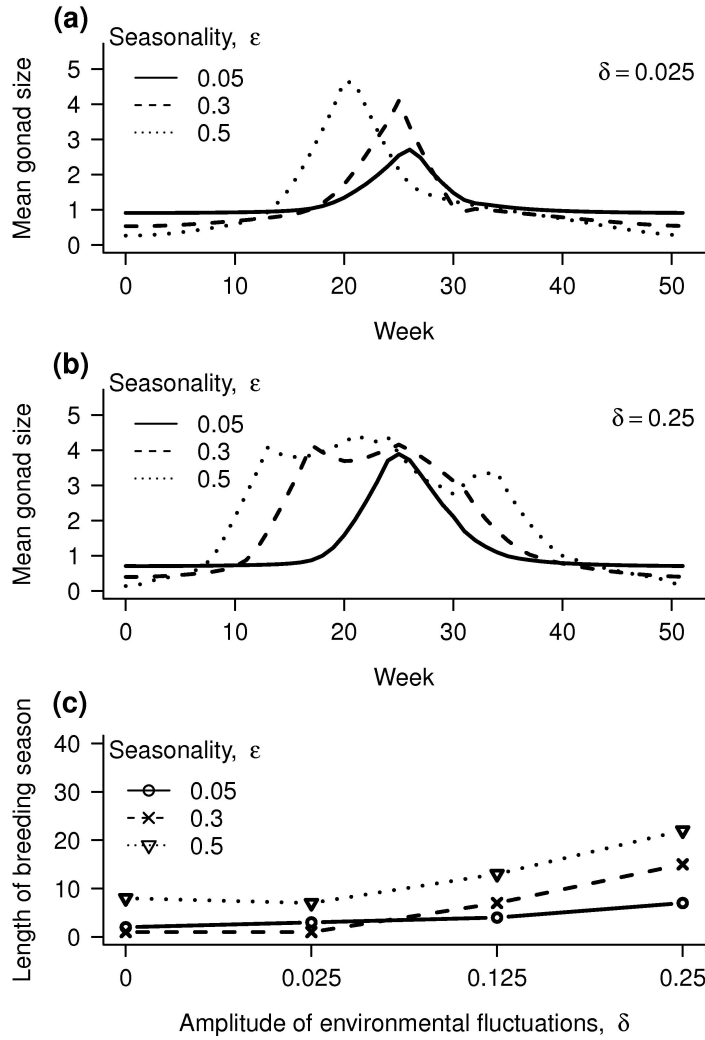 (a)
Seasonality, ε
0.05
0.3
0.5
δ = 0.025
Mean gonad size
5
4
3
2
1
0
0 10 20 30 40 50
Week
(b)
Seasonality, ε
0.05
0.3
0.5
δ = 0.25
Mean gonad size
5
4
3
2
1
0
0 10 20 30 40 50
Week
(c)
Seasonality, ε
0.05
0.3
0.5
Length of breeding season
40
30
20
10
0
0 0.025 0.125 0.25
Amplitude of environmental fluctuations, δ